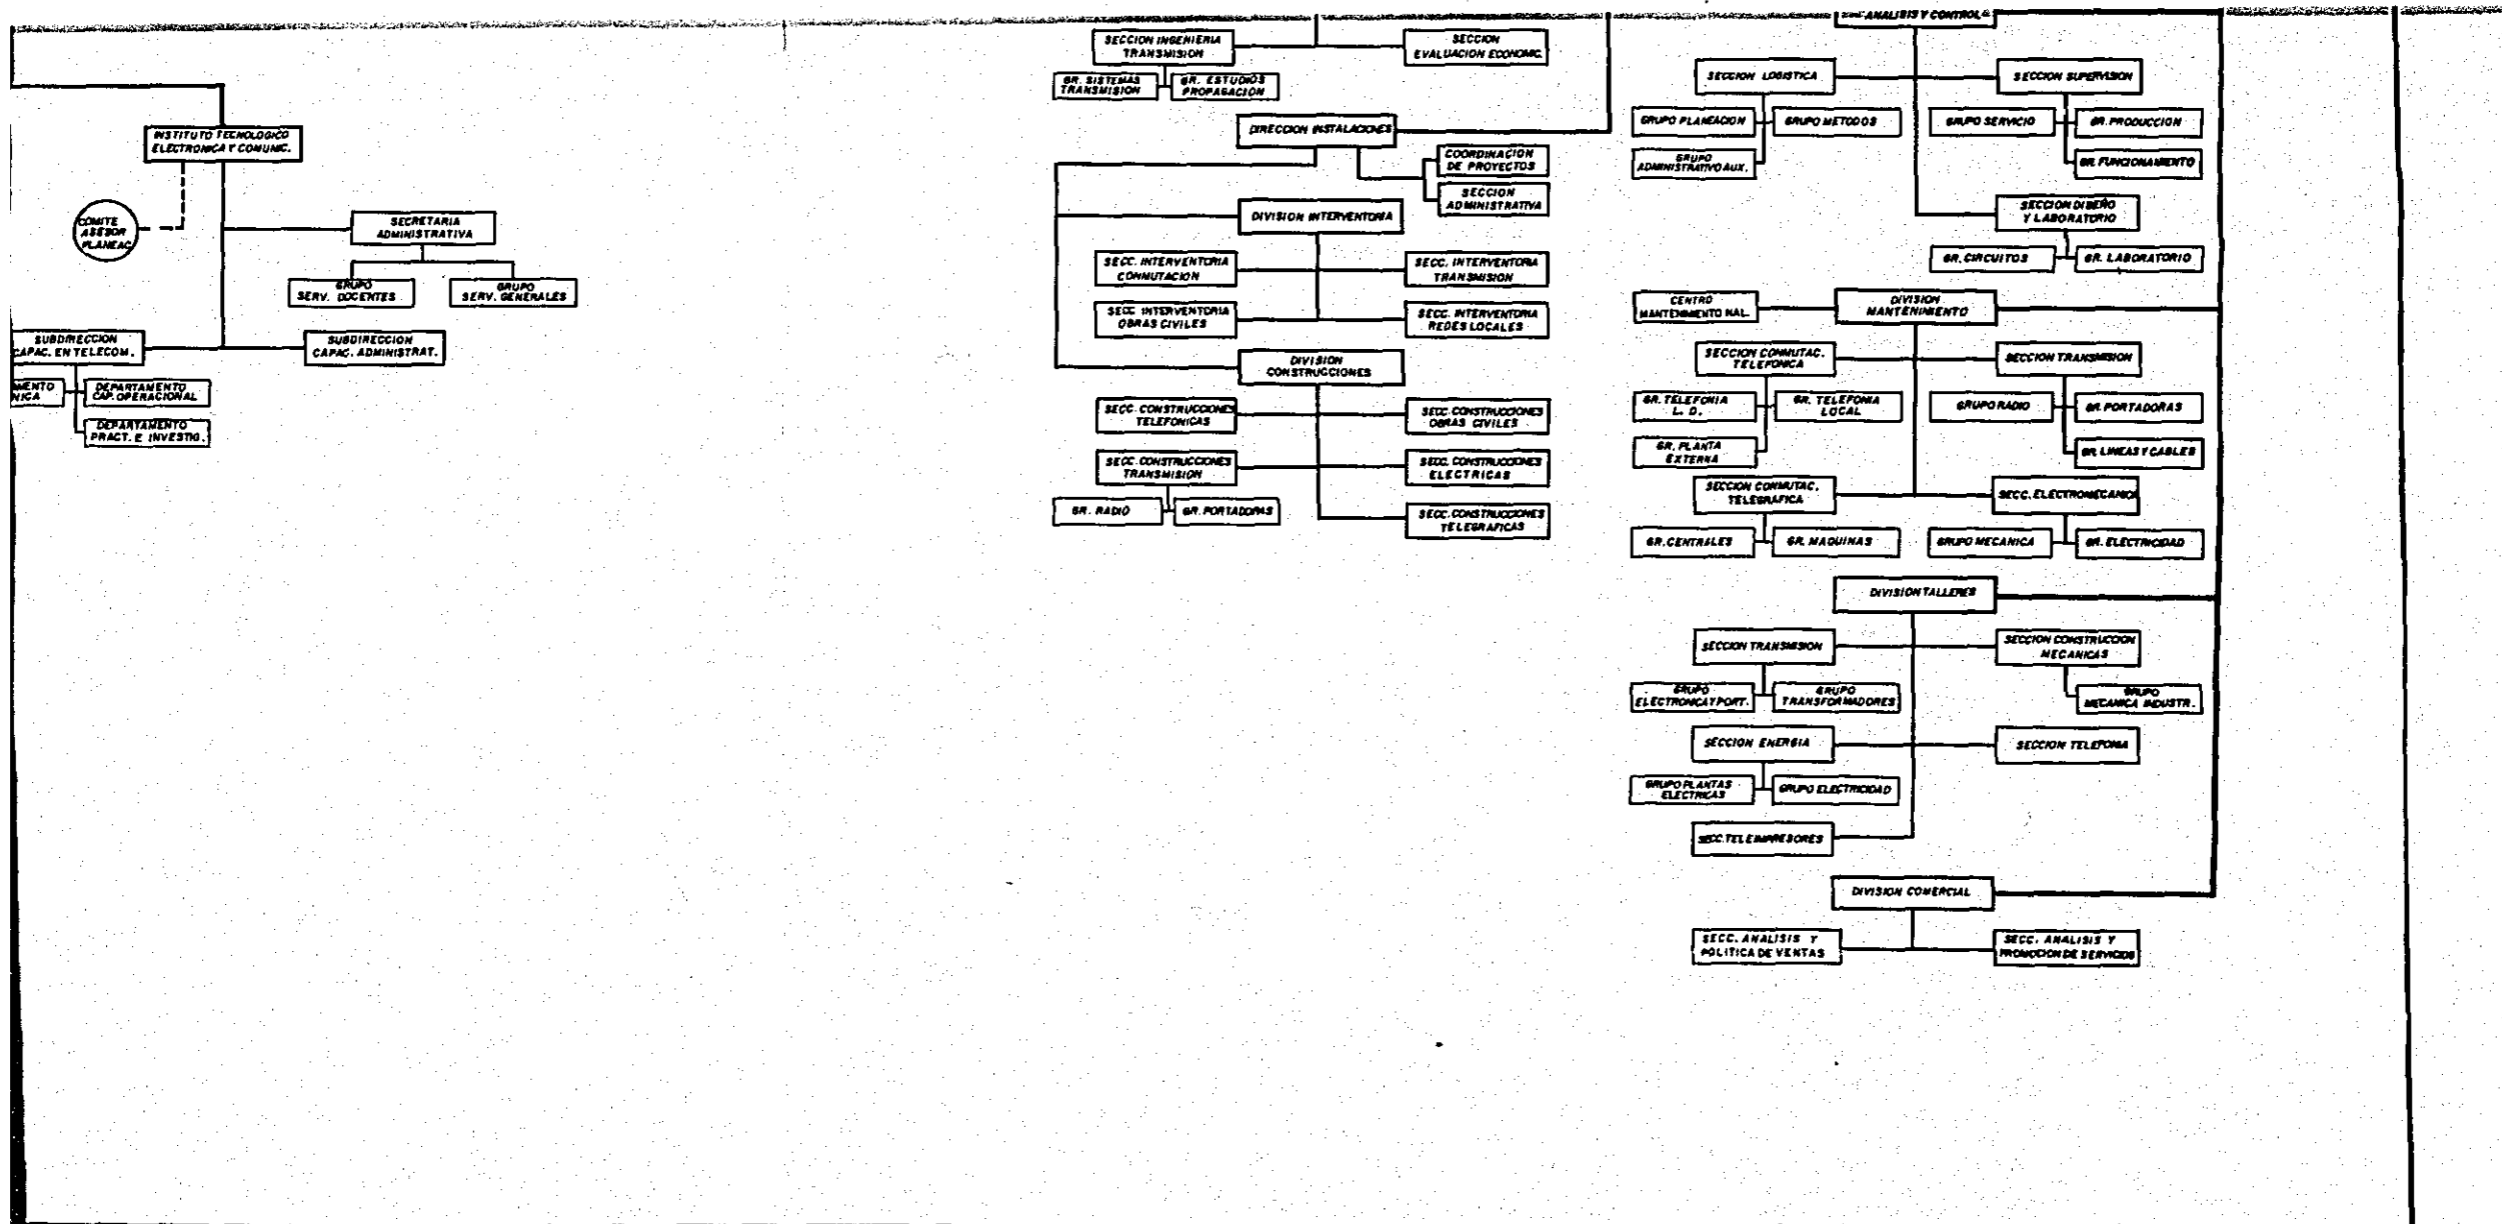 INSTITUTO TECNOLOGICO
ELECTRONICA Y COMUNIC.
COMITE
ASESOR
PLANEAC.
SECRETARIA
ADMINISTRATIVA
GRUPO
SERV. DOCENTES
GRUPO
SERV. GENERALES
SUBDIRECCION
CAPAC. EN TELECOM.
SUBDIRECCION
CAPAC. ADMINISTRAT.
MENTO
NICA
DEPARTAMENTO
CAP. OPERACIONAL
DEPARTAMENTO
PRACT. E INVESTIG.
SECCION INGENIERIA
TRANSMISION
SECCION
EVALUACION ECONOMIC.
GR. SISTEMAS
TRANSMISION
GR. ESTUDIOS
PROPAGACION
DIRECCION INSTALACIONES
COORDINACION
DE PROYECTOS
SECCION
ADMINISTRATIVA
DIVISION INTERVENTORIA
SECC. INTERVENTORIA
CONMUTACION
SECC. INTERVENTORIA
TRANSMISION
SECC. INTERVENTORIA
OBRAS CIVILES
SECC. INTERVENTORIA
REDES LOCALES
DIVISION
CONSTRUCCIONES
SECC. CONSTRUCCIONES
TELEFONICAS
SECC. CONSTRUCCIONES
OBRAS CIVILES
SECC. CONSTRUCCIONES
TRANSMISION
SECC. CONSTRUCCIONES
ELECTRICAS
GR. RADIO
GR. PORTADORAS
SECC. CONSTRUCCIONES
TELEGRAFICAS
ANALISIS Y CONTROL
SECCION LOGISTICA
SECCION SUPERVISION
GRUPO PLANEACION
GRUPO METODOS
GRUPO SERVICIO
GR. PRODUCCION
GRUPO
ADMINISTRATIVO AUX.
GR. FUNCIONAMIENTO
SECCION DISEÑO
Y LABORATORIO
GR. CIRCUITOS
GR. LABORATORIO
CENTRO
MANTENIMIENTO NAL.
DIVISION
MANTENIMIENTO
SECCION CONMUTAC.
TELEFONICA
SECCION TRANSMISION
GR. TELEFONIA
L. D.
GR. TELEFONIA
LOCAL
GRUPO RADIO
GR. PORTADORAS
GR. PLANTA
EXTERNA
GR. LINEAS Y CABLES
SECCION CONMUTAC.
TELEGRAFICA
SECC. ELECTROMECANICA
GR. CENTRALES
GR. MAQUINAS
GRUPO MECANICA
GR. ELECTRICIDAD
DIVISION TALLERES
SECCION TRANSMISION
SECCION CONSTRUCCION
MECANICAS
GRUPO
ELECTRONICA Y PORT.
GRUPO
TRANSFORMADORES
GRUPO
MECANICA INDUSTR.
SECCION ENERGIA
SECCION TELEFONIA
GRUPO PLANTAS
ELECTRICAS
GRUPO ELECTRICIDAD
SECC. TELEIMPRESORES
DIVISION COMERCIAL
SECC. ANALISIS Y
POLITICA DE VENTAS
SECC. ANALISIS Y
PROMOCION DE SERVICIOS